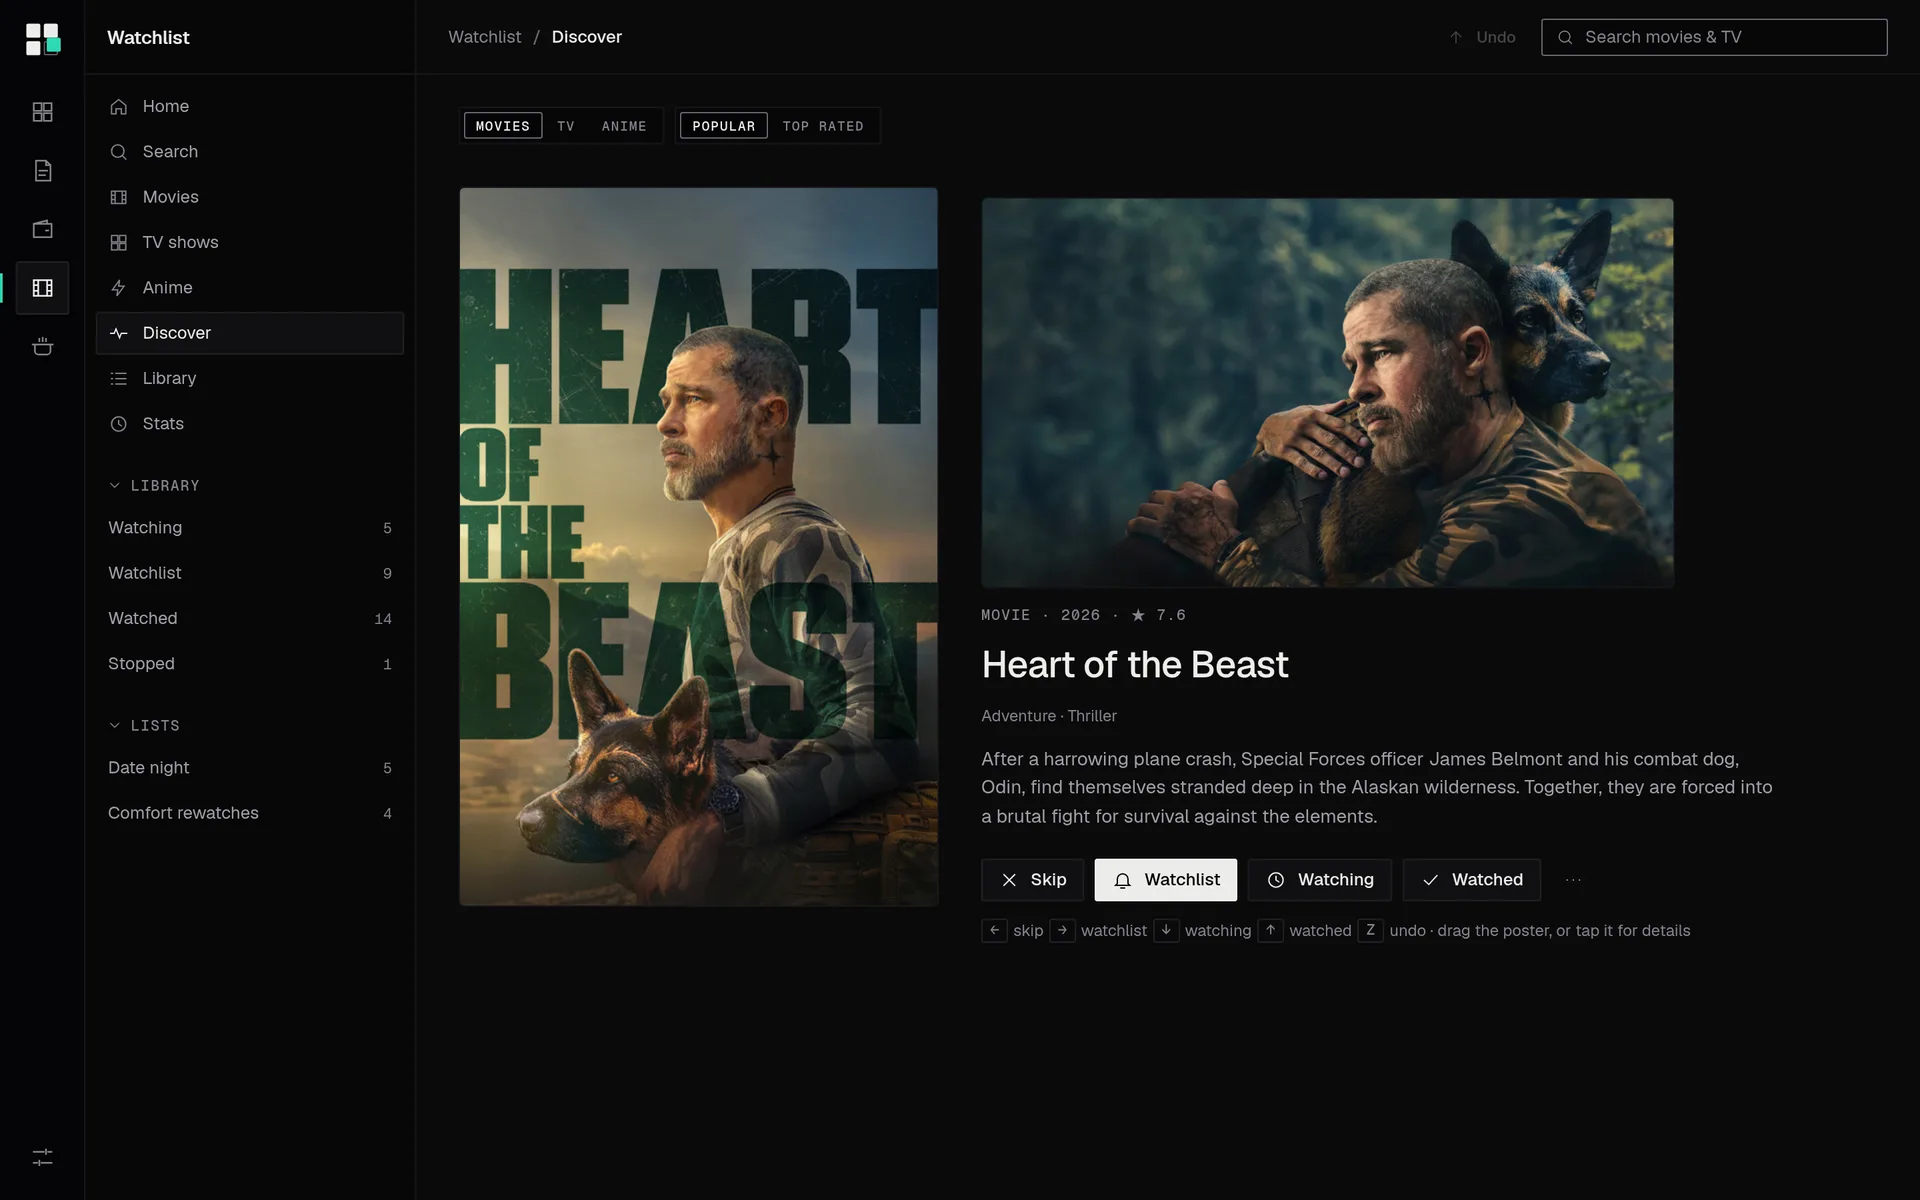 Watchlist
Watchlist / Discover
Undo
Search movies & TV
Home
Search
Movies
TV shows
Anime
Discover
Library
Stats
LIBRARY
Watching 5
Watchlist 9
Watched 14
Stopped 1
LISTS
Date night 5
Comfort rewatches 4
MOVIES TV ANIME POPULAR TOP RATED
HEART
OF
THE
BEAST
MOVIE · 2026 · ★ 7.6
Heart of the Beast
Adventure · Thriller
After a harrowing plane crash, Special Forces officer James Belmont and his combat dog,
Odin, find themselves stranded deep in the Alaskan wilderness. Together, they are forced into
a brutal fight for survival against the elements.
Skip Watchlist Watching Watched ···
← skip → watchlist ↓ watching ↑ watched Z undo · drag the poster, or tap it for details